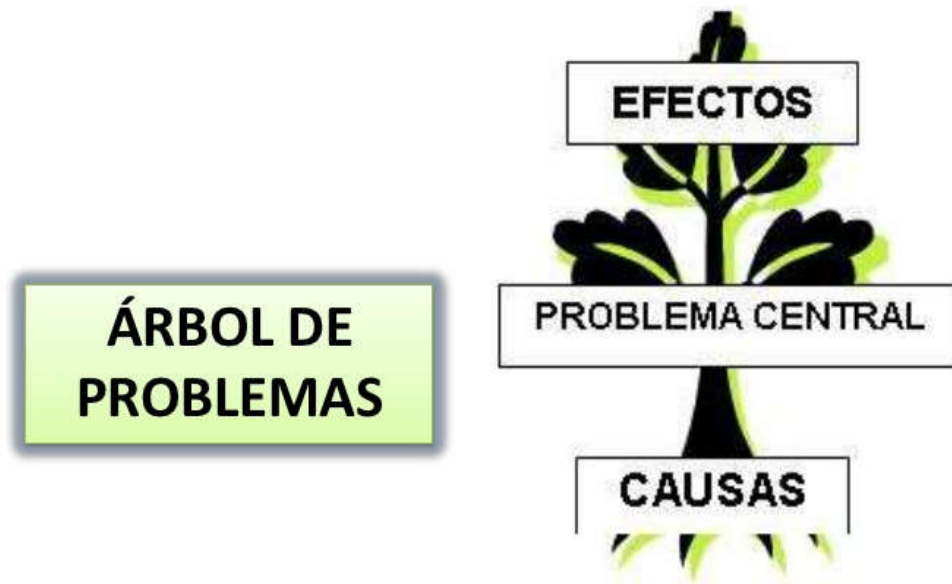 EFECTOS
PROBLEMA CENTRAL
ÁRBOL DE
PROBLEMAS
CAUSAS